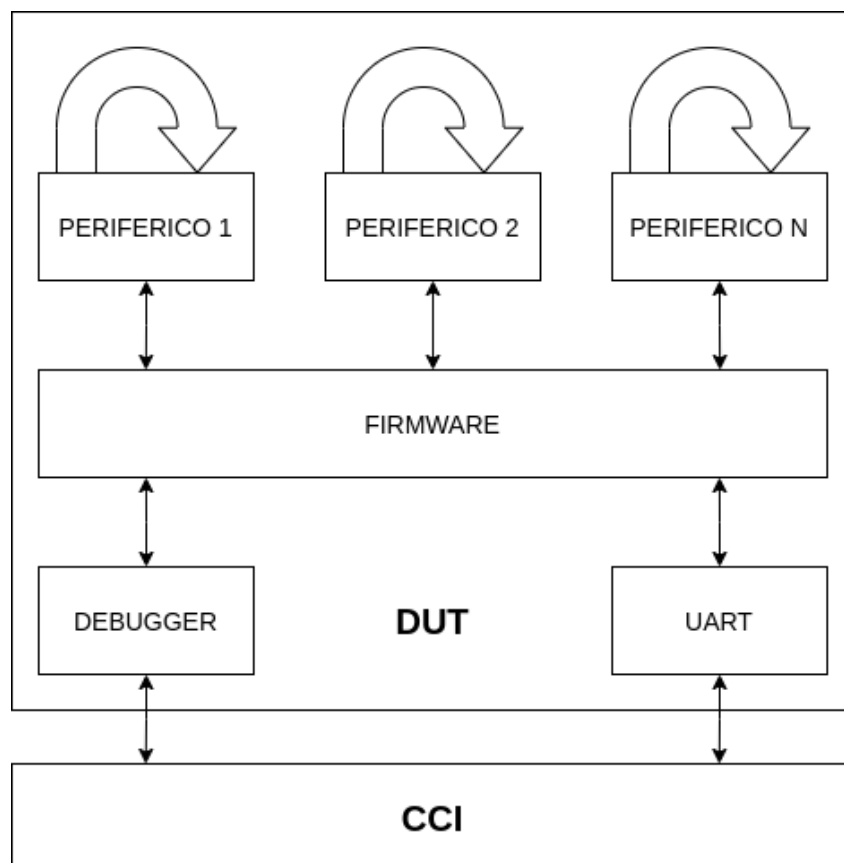 PERIFERICO 1
PERIFERICO 2
PERIFERICO N
FIRMWARE
DEBUGGER
DUT
UART
CCI